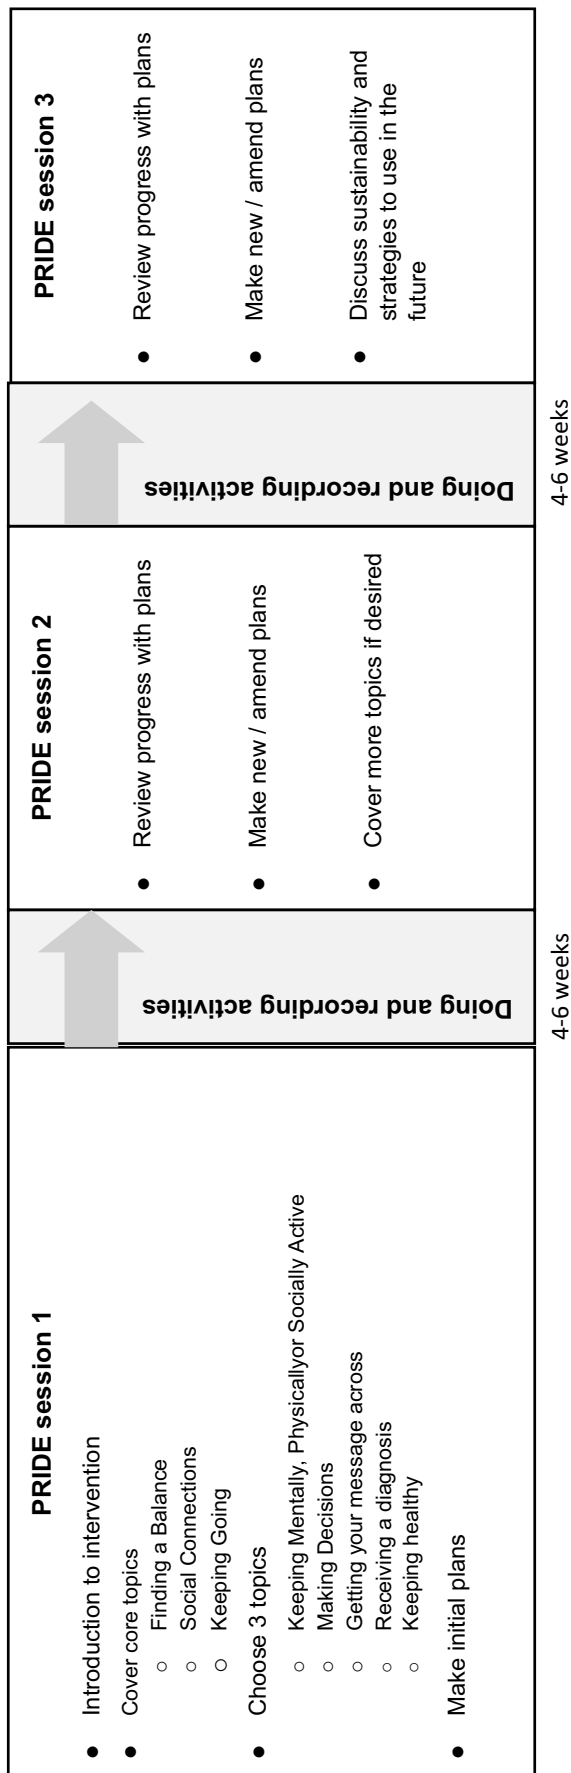 PRIDE session 1
● Introduction to intervention
● Cover core topics
○ Finding a Balance
○ Social Connections
○ Keeping Going
● Choose 3 topics
○ Keeping Mentally, Physicallyor Socially Active
○ Making Decisions
○ Getting your message across
○ Receiving a diagnosis
○ Keeping healthy
● Make initial plans
Doing and recording activities
4-6 weeks
PRIDE session 2
● Review progress with plans
● Make new / amend plans
● Cover more topics if desired
Doing and recording activities
4-6 weeks
PRIDE session 3
● Review progress with plans
● Make new / amend plans
● Discuss sustainability and
strategies to use in the
future